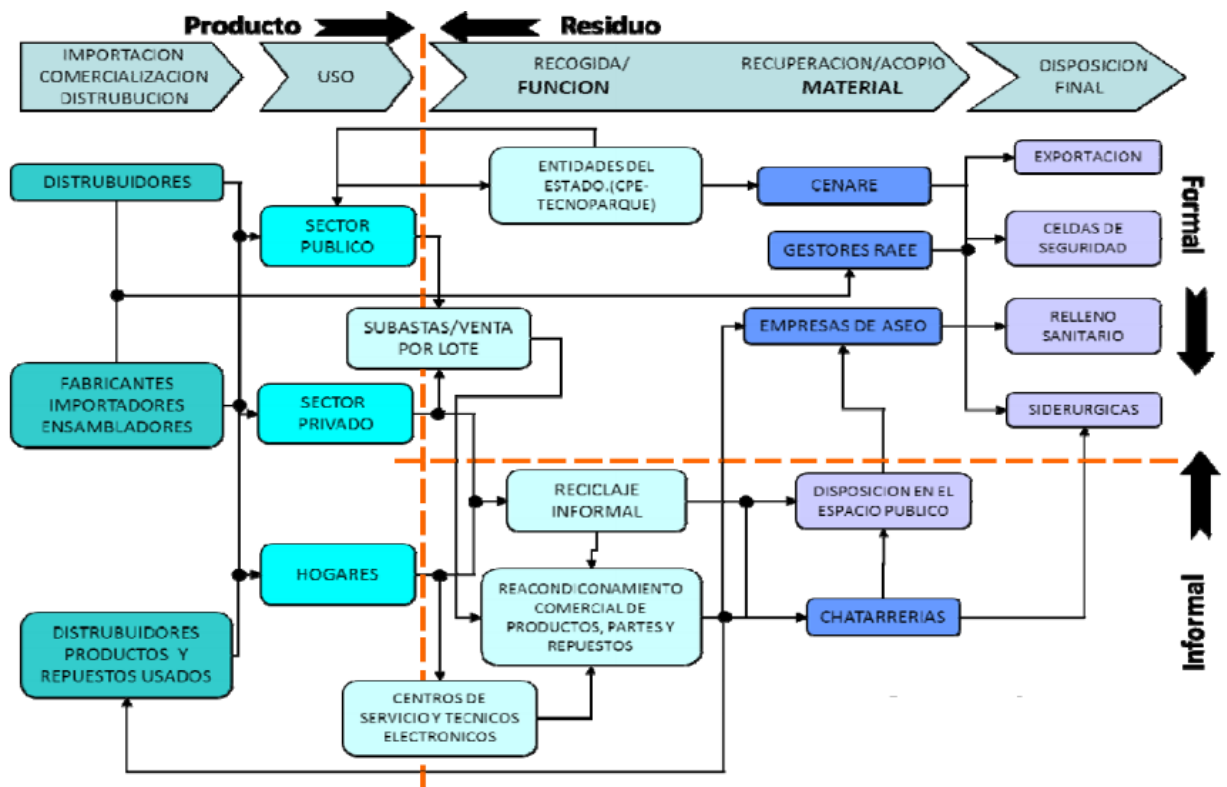 Producto
Residuo
IMPORTACION
COMERCIALIZACION
DISTRUBUCION
USO
RECOGIDA/
FUNCION
RECUPERACION/ACOPIO
MATERIAL
DISPOSICION
FINAL
DISTRUBUIDORES
SECTOR
PUBLICO
ENTIDADES DEL
ESTADO.(CPE-
TECNOPARQUE)
CENARE
EXPORTACION
GESTORES RAEE
CELDAS DE
SEGURIDAD
Formal
SUBASTAS/VENTA
POR LOTE
EMPRESAS DE ASEO
RELLENO
SANITARIO
FABRICANTES
IMPORTADORES
ENSAMBLADORES
SECTOR
PRIVADO
SIDERURGICAS
RECICLAJE
INFORMAL
DISPOSICION EN EL
ESPACIO PUBLICO
HOGARES
REACONDICIONAMIENTO
COMERCIAL DE
PRODUCTOS, PARTES Y
REPUESTOS
CHATARRERIAS
Informal
DISTRUBUIDORES
PRODUCTOS Y
REPUESTOS USADOS
CENTROS DE
SERVICIO Y TECNICOS
ELECTRONICOS